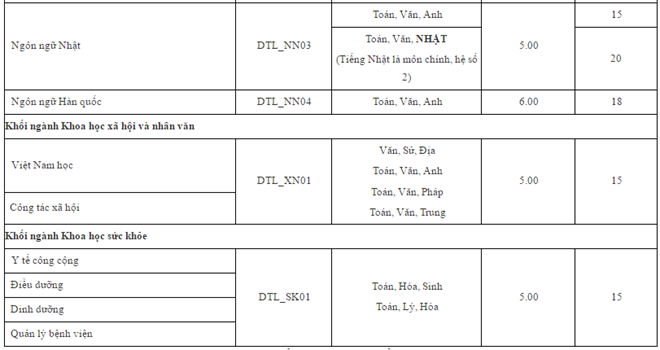 Toán, Văn, Anh
15
Ngôn ngữ Nhật
DTL_NN03
Toán, Văn, NHẬT
(Tiếng Nhật là môn chính, hệ số
2)
5.00
20
Ngôn ngữ Hàn quốc
DTL_NN04
Toán, Văn, Anh
6.00
18
Khối ngành Khoa học xã hội và nhân văn
Việt Nam học
Công tác xã hội
DTL_XN01
Văn, Sử, Địa
Toán, Văn, Anh
Toán, Văn, Pháp
Toán, Văn, Trung
5.00
15
Khối ngành Khoa học sức khỏe
Y tế công cộng
Điều dưỡng
Dinh dưỡng
Quản lý bệnh viện
DTL_SK01
Toán, Hóa, Sinh
Toán, Lý, Hóa
5.00
15